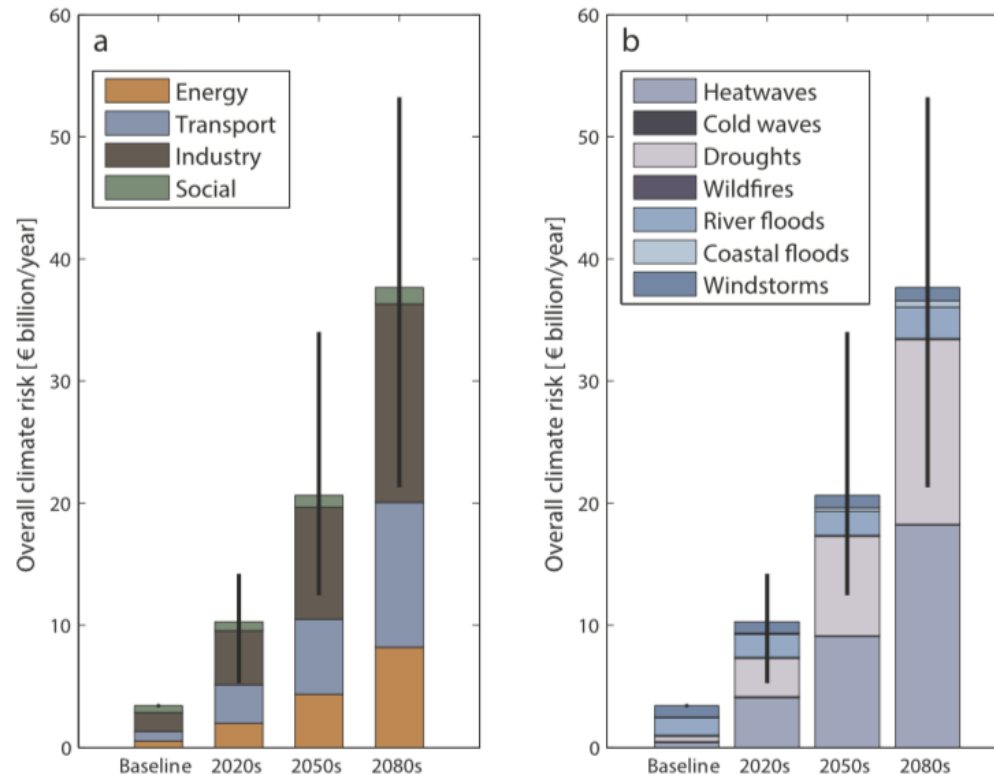 a
Energy
Transport
Industry
Social
Overall climate risk [€ billion/year]
60
50
40
30
20
10
0
Baseline 2020s 2050s 2080s
b
Heatwaves
Cold waves
Droughts
Wildfires
River floods
Coastal floods
Windstorms
Overall climate risk [€ billion/year]
60
50
40
30
20
10
0
Baseline 2020s 2050s 2080s